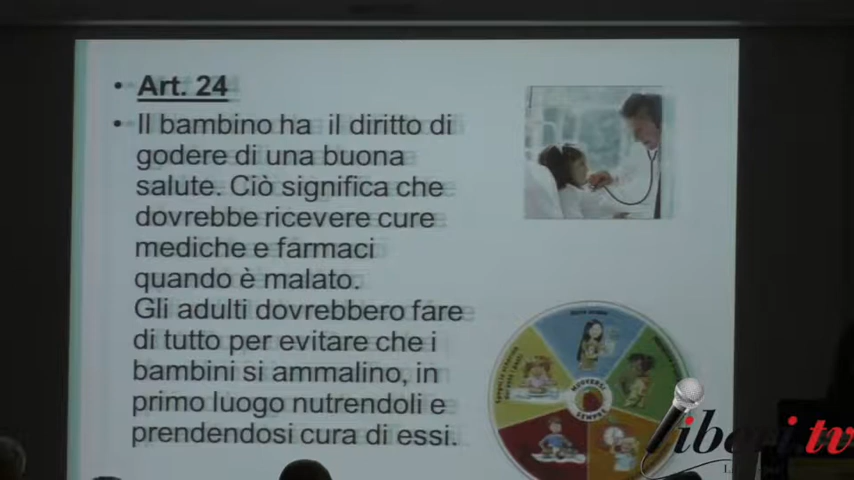 Art. 24
Il bambino ha il diritto di
godere di una buona
salute. Ciò significa che
dovrebbe ricevere cure
mediche e farmaci
quando è malato.
Gli adulti dovrebbero fare
di tutto per evitare che i
bambini si ammalino, in
primo luogo nutrendoli e
prendendosi cura di essi.
MUOVERSI
SEMPRE
liberi.tv